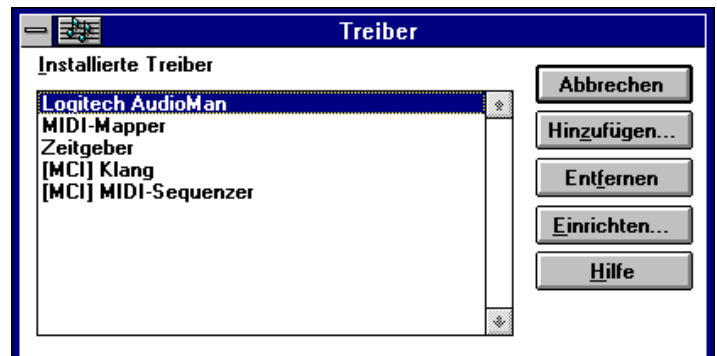 Treiber
Installierte Treiber
Logitech AudioMan
MIDI-Mapper
Zeitgeber
[MCI] Klang
[MCI] MIDI-Sequenzer
Abbrechen
Hinzufügen...
Entfernen
Einrichten...
Hilfe